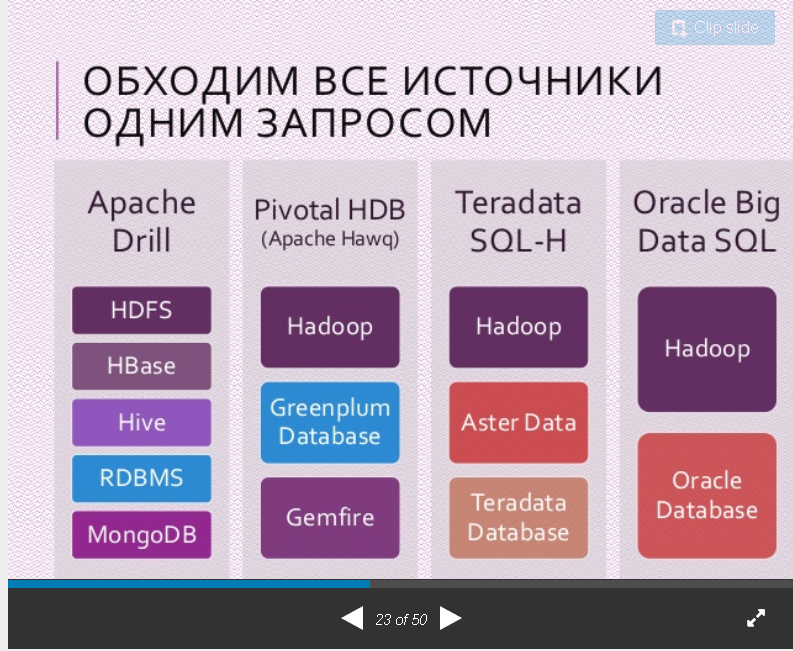 Clip slide
ОБХОДИМ ВСЕ ИСТОЧНИКИ
ОДНИМ ЗАПРОСОМ
Apache
Drill
HDFS
HBase
Hive
RDBMS
MongoDB
Pivotal HDB
(Apache Hawq)
Hadoop
Greenplum
Database
Gemfire
Teradata
SQL-H
Hadoop
Aster Data
Teradata
Database
Oracle Big
Data SQL
Hadoop
Oracle
Database
23 of 50